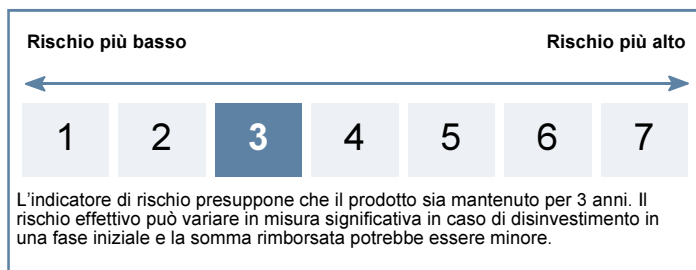 Rischio più basso Rischio più alto
1 2 3 4 5 6 7
L'indicatore di rischio presuppone che il prodotto sia mantenuto per 3 anni. Il
rischio effettivo può variare in misura significativa in caso di disinvestimento in
una fase iniziale e la somma rimborsata potrebbe essere minore.